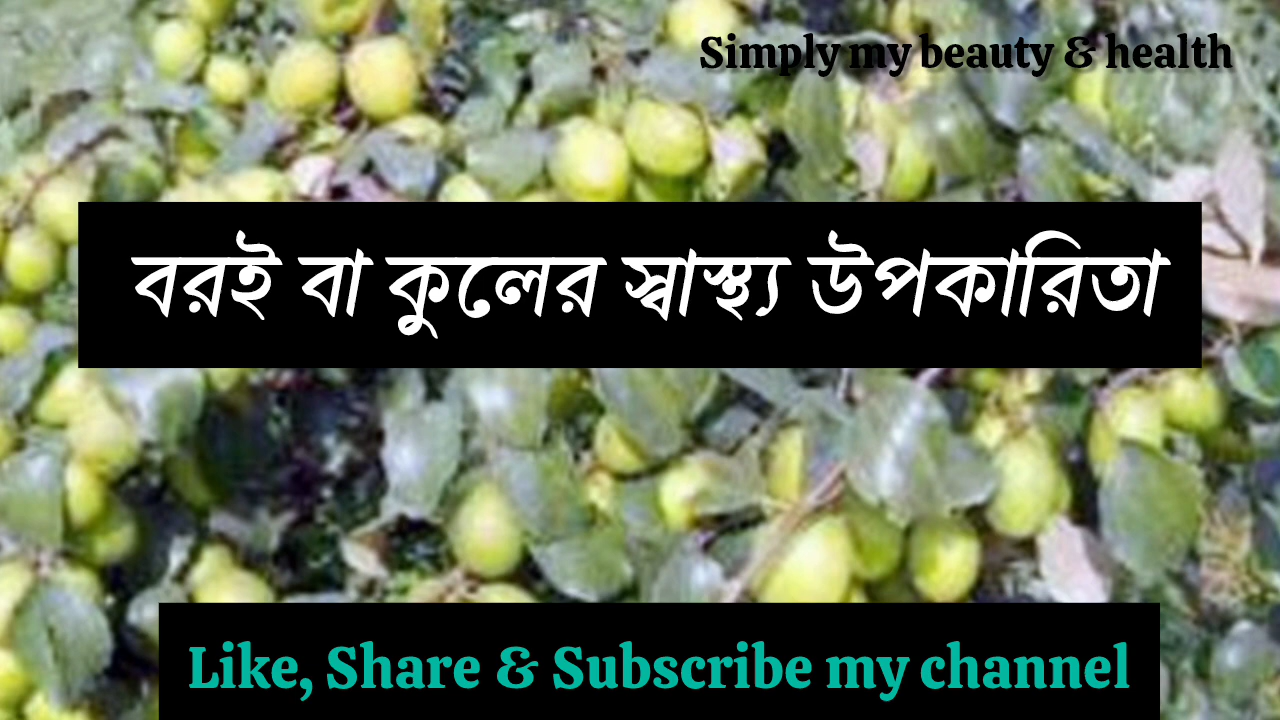 Simply my beauty & health
বরই বা কুলের স্বাস্থ্য উপকারিতা
Like, Share & Subscribe my channel